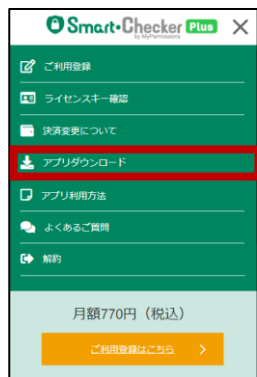 Smart・Checker Plus
by MyPermissions
ご利用登録
ライセンスキー確認
決済変更について
アプリダウンロード
アプリ利用方法
よくあるご質問
解約
月額770円（税込）
ご利用登録はこちら